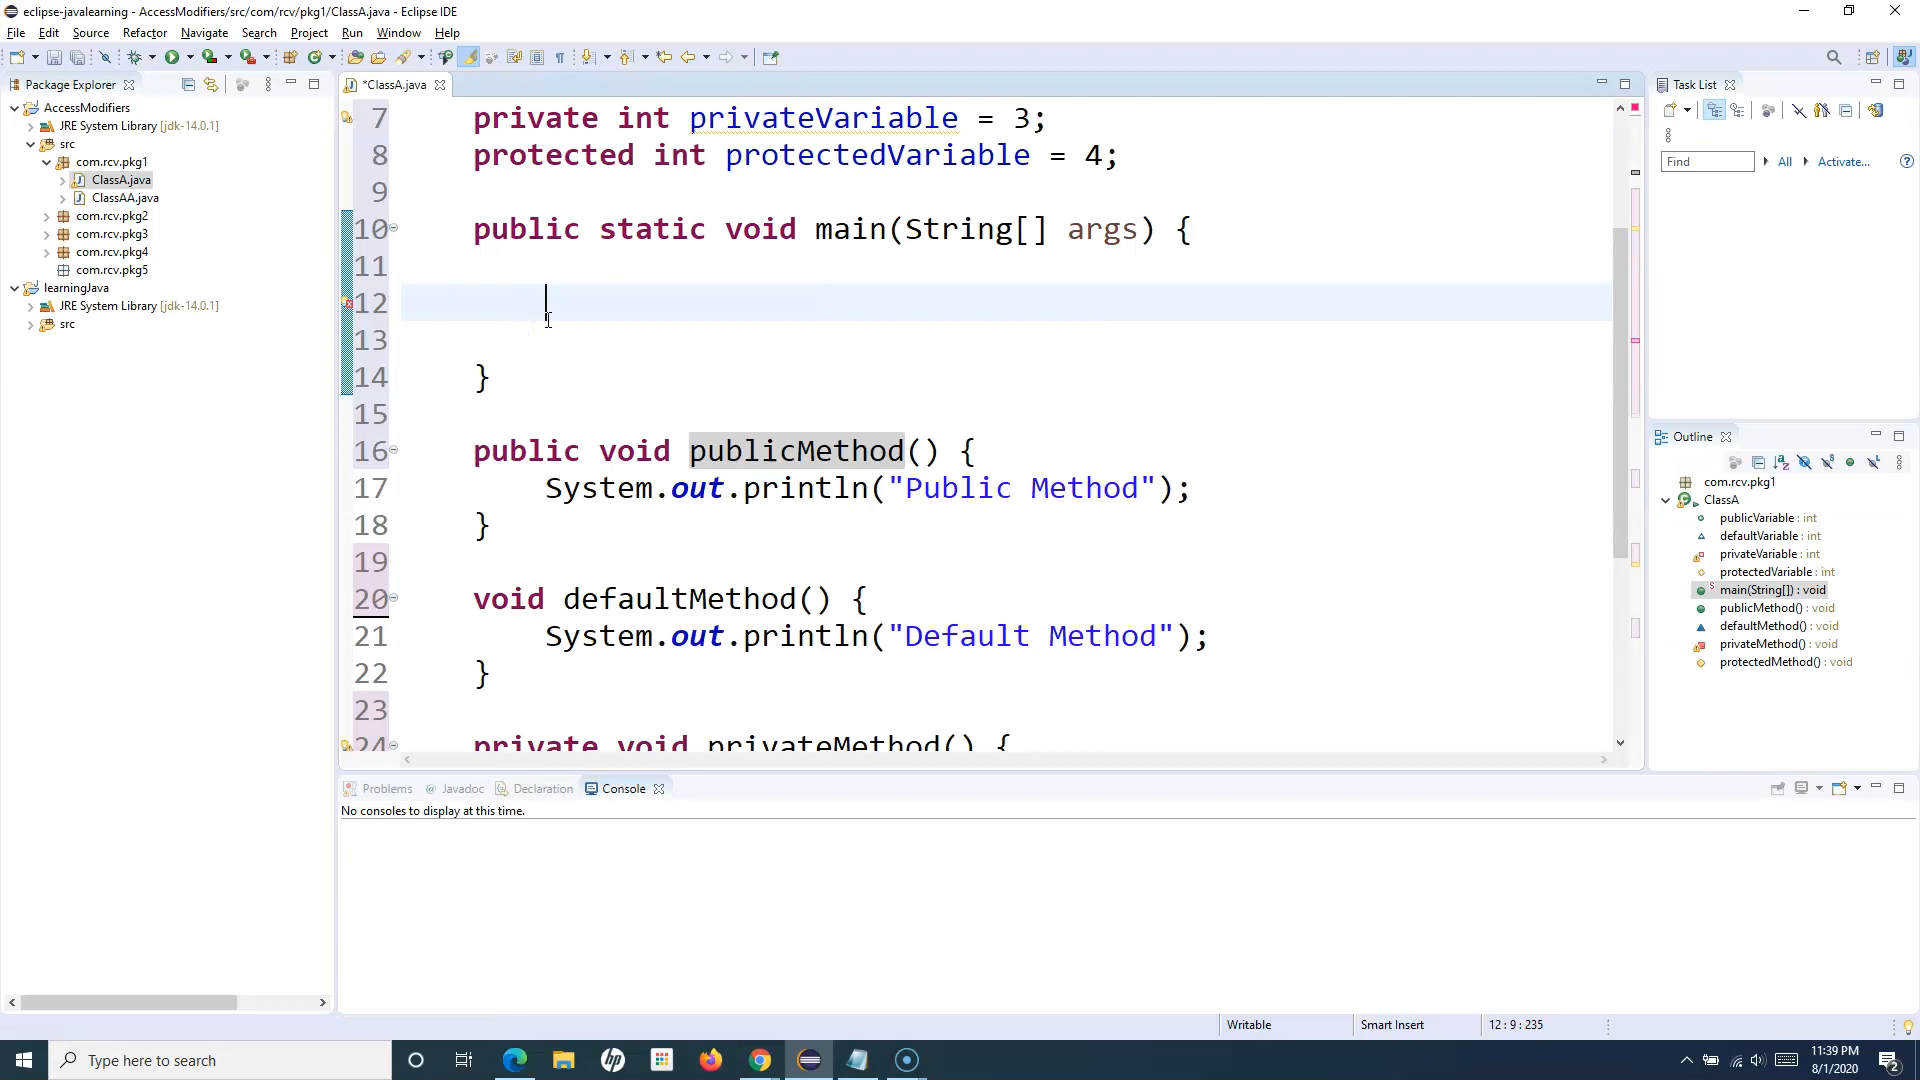 eclipse-javalearning - AccessModifiers/src/com/rcv/pkg1/ClassA.java - Eclipse IDE
File Edit Source Refactor Navigate Search Project Run Window Help
Package Explorer
AccessModifiers
JRE System Library [jdk-14.0.1]
src
com.rcv.pkg1
ClassA.java
ClassAA.java
com.rcv.pkg2
com.rcv.pkg3
com.rcv.pkg4
com.rcv.pkg5
learningJava
JRE System Library [jdk-14.0.1]
src
*ClassA.java
7 private int privateVariable = 3;
8 protected int protectedVariable = 4;
9
10 public static void main(String[] args) {
11
12
13
14 }
15
16 public void publicMethod() {
17 System.out.println("Public Method");
18 }
19
20 void defaultMethod() {
21 System.out.println("Default Method");
22 }
23
24 private void privateMethod() {
Task List
Find All Activate...
Outline
com.rcv.pkg1
ClassA
publicVariable : int
defaultVariable : int
privateVariable : int
protectedVariable : int
main(String[]) : void
publicMethod() : void
defaultMethod() : void
privateMethod() : void
protectedMethod() : void
Problems Javadoc Declaration Console
No consoles to display at this time.
Writable Smart Insert 12 : 9 : 235
Type here to search
11:39 PM
8/1/2020
2